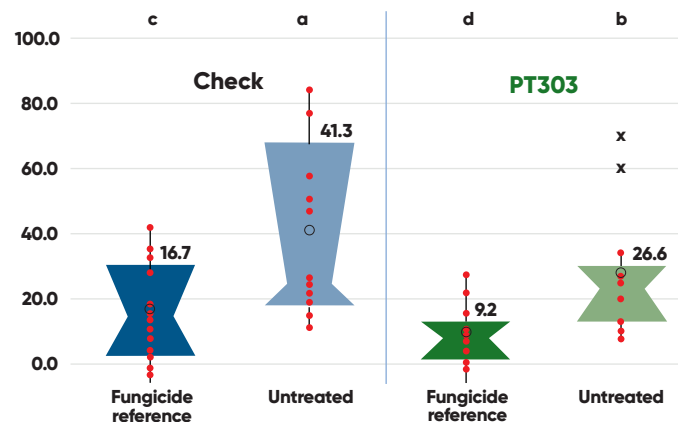 c a d b
100.0
Check PT303
80.0
41.3
x
60.0 x
40.0
16.7 26.6
20.0
9.2
0.0
Fungicide reference Untreated Fungicide reference Untreated